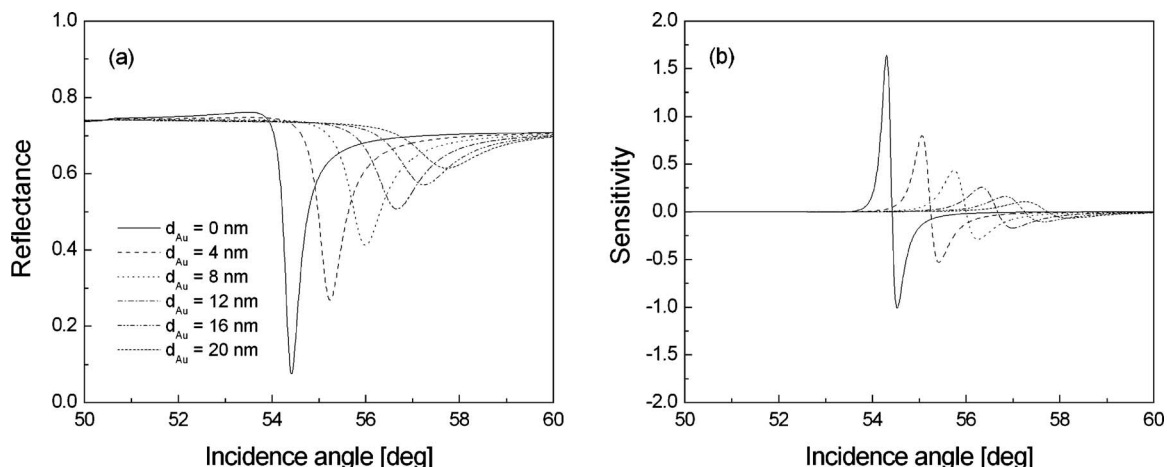 (a)
Reflectance
1.0
0.8
0.6
0.4
0.2
0.0
d_Au = 0 nm
d_Au = 4 nm
d_Au = 8 nm
d_Au = 12 nm
d_Au = 16 nm
d_Au = 20 nm
50 52 54 56 58 60
Incidence angle [deg]
(b)
Sensitivity
2.0
1.5
1.0
0.5
0.0
-0.5
-1.0
-1.5
-2.0
50 52 54 56 58 60
Incidence angle [deg]